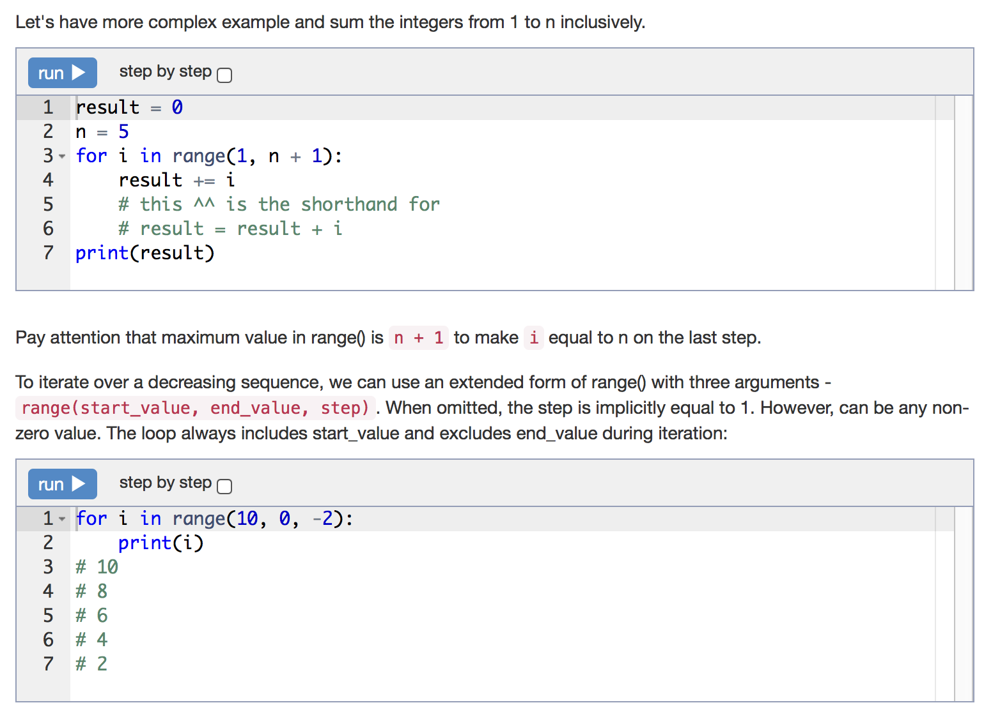 Let's have more complex example and sum the integers from 1 to n inclusively.
run step by step
1 result = 0
2 n = 5
3 for i in range(1, n + 1):
4     result += i
5     # this ^^ is the shorthand for
6     # result = result + i
7 print(result)
Pay attention that maximum value in range() is n + 1 to make i equal to n on the last step.
To iterate over a decreasing sequence, we can use an extended form of range() with three arguments -
range(start_value, end_value, step) . When omitted, the step is implicitly equal to 1. However, can be any non-
zero value. The loop always includes start_value and excludes end_value during iteration:
run step by step
1 for i in range(10, 0, -2):
2     print(i)
3 # 10
4 # 8
5 # 6
6 # 4
7 # 2